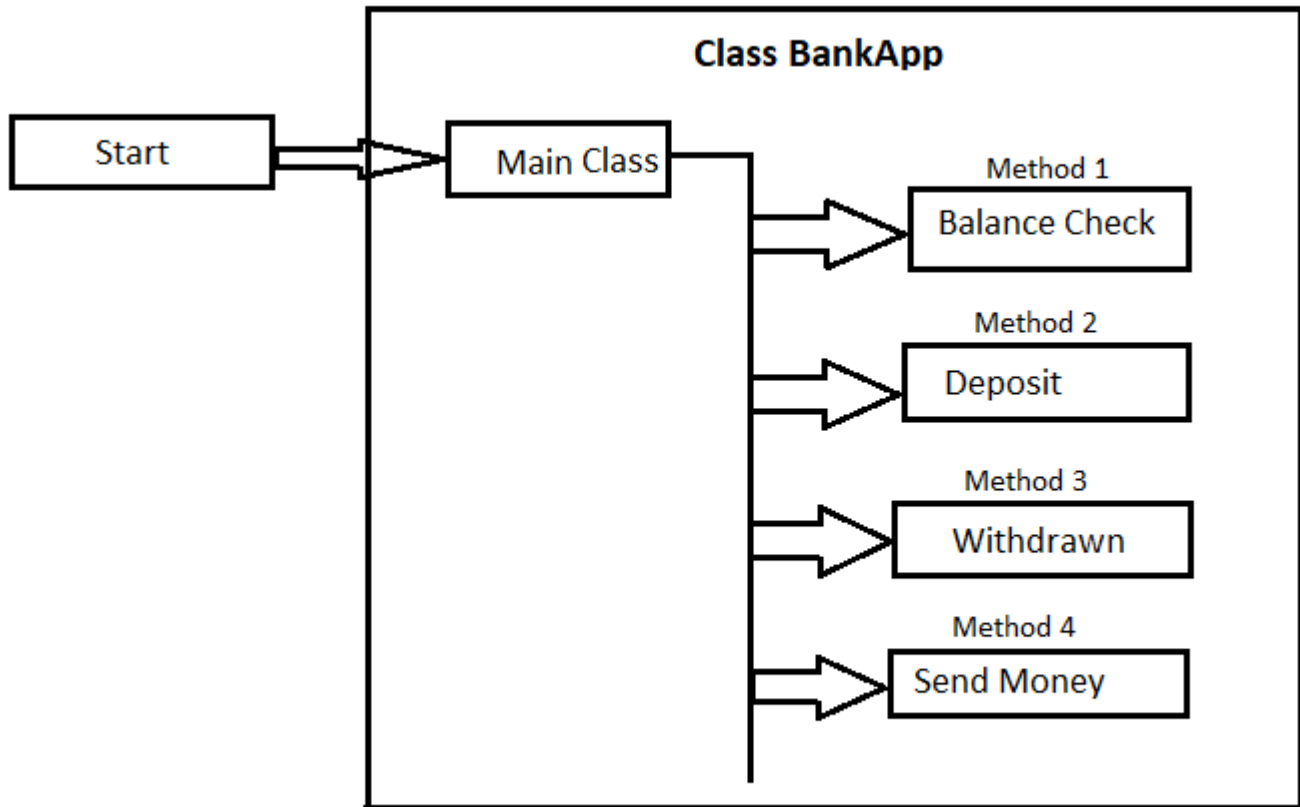 Class BankApp
Start
Main Class
Method 1
Balance Check
Method 2
Deposit
Method 3
Withdrawn
Method 4
Send Money